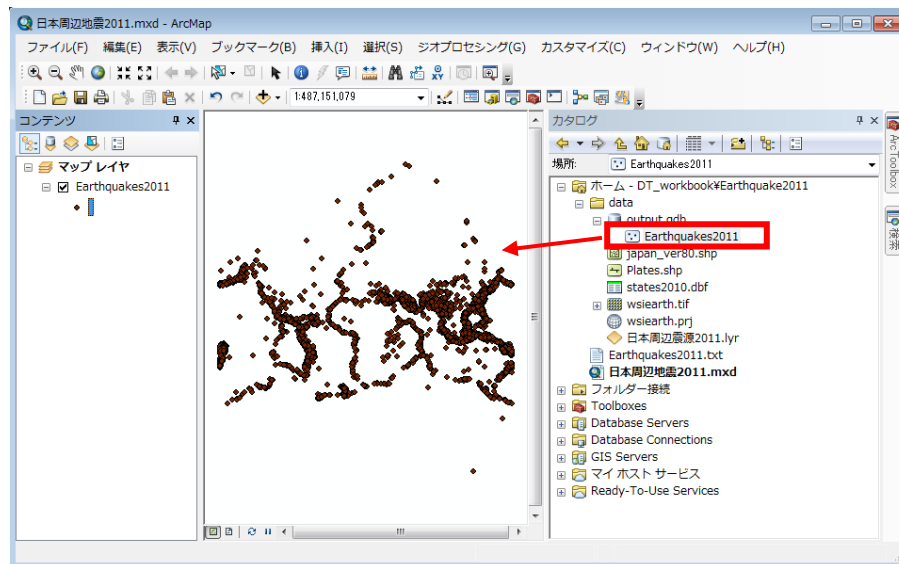 日本周辺地震2011.mxd - ArcMap
ファイル(F) 編集(E) 表示(V) ブックマーク(B) 挿入(I) 選択(S) ジオプロセシング(G) カスタマイズ(C) ウィンドウ(W) ヘルプ(H)
1:487,151,079
コンテンツ
マップ レイヤ
Earthquakes2011
カタログ
場所: Earthquakes2011
ホーム - DT_workbook¥Earthquake2011
data
output.gdb
Earthquakes2011
japan_ver80.shp
Plates.shp
states2010.dbf
wsiearth.tif
wsiearth.prj
日本周辺震源2011.lyr
Earthquakes2011.txt
日本周辺地震2011.mxd
フォルダー接続
Toolboxes
Database Servers
Database Connections
GIS Servers
マイ ホスト サービス
Ready-To-Use Services
ArcToolbox
検索